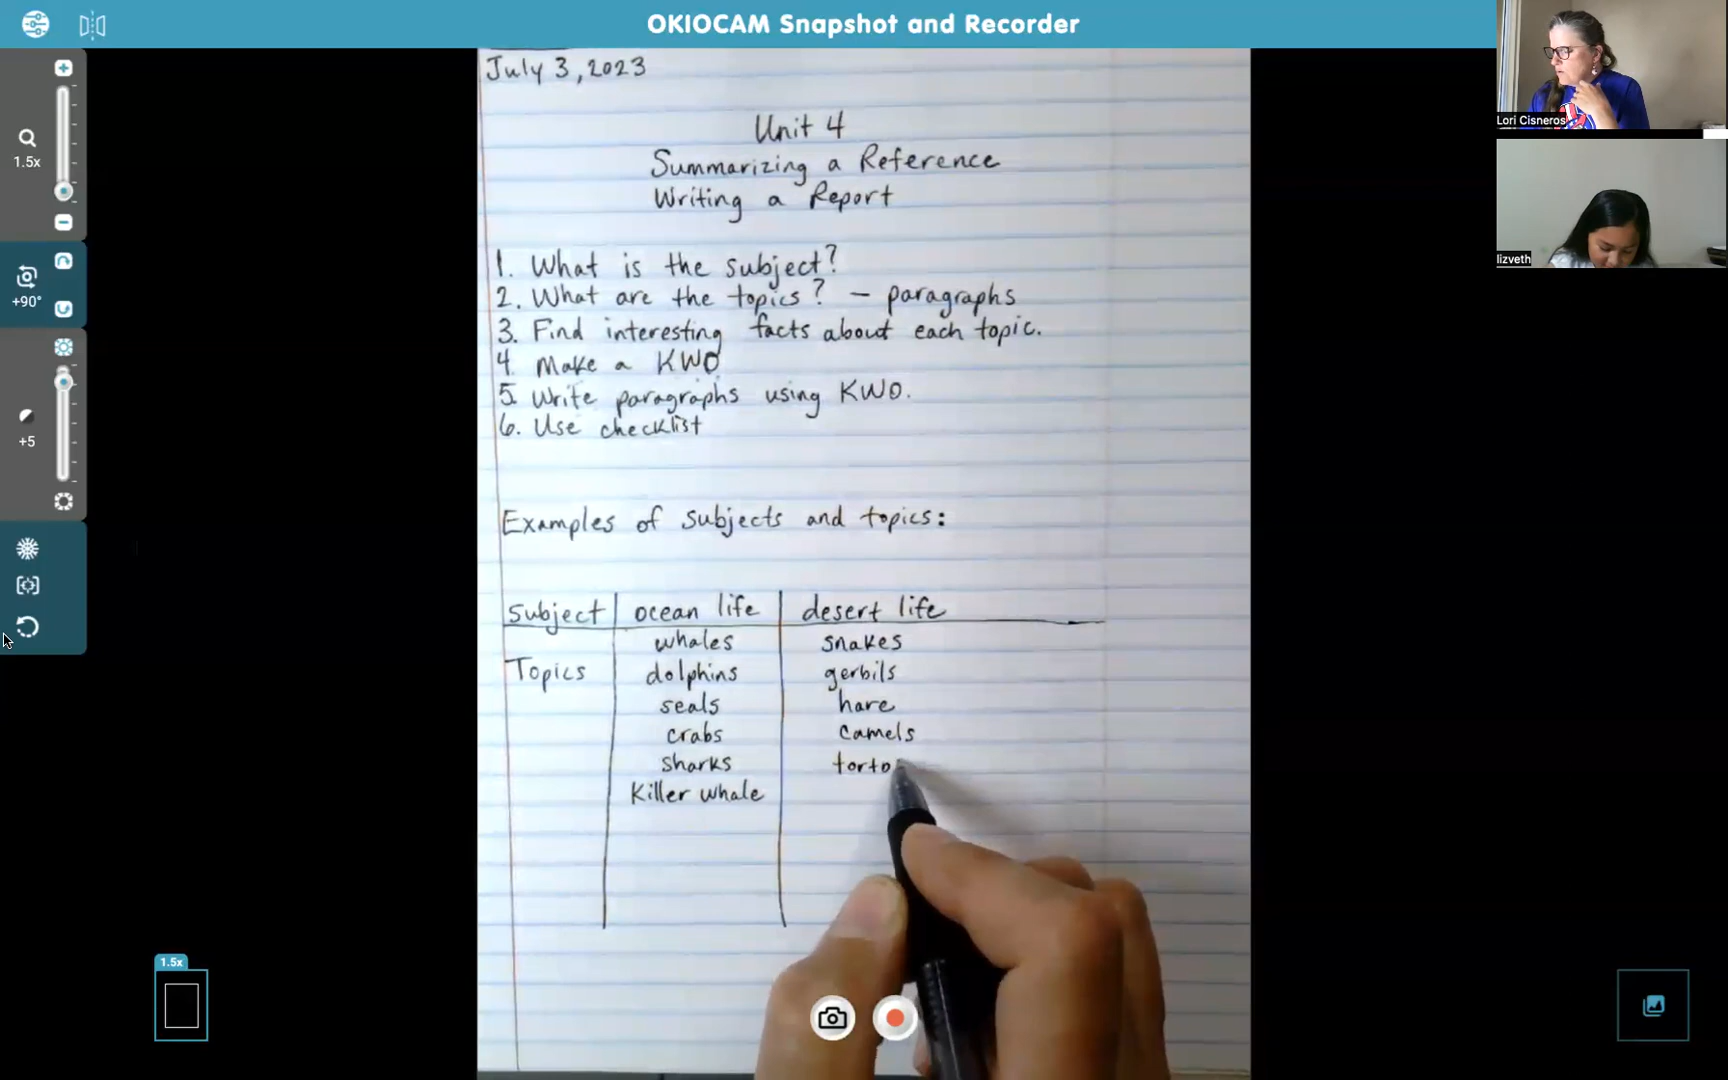 OKIOCAM Snapshot and Recorder
Lori Cisneros
lizveth
1.5x
+90°
+5
1.5x
July 3, 2023
Unit 4
Summarizing a Reference
Writing a Report
1. What is the subject?
2. What are the topics? - paragraphs
3. Find interesting facts about each topic.
4. Make a KWO
5. Write paragraphs using KWO.
6. Use checklist
Examples of subjects and topics:
Subject ocean life desert life
whales snakes
Topics dolphins gerbils
seals hare
crabs camels
sharks torto
Killer whale